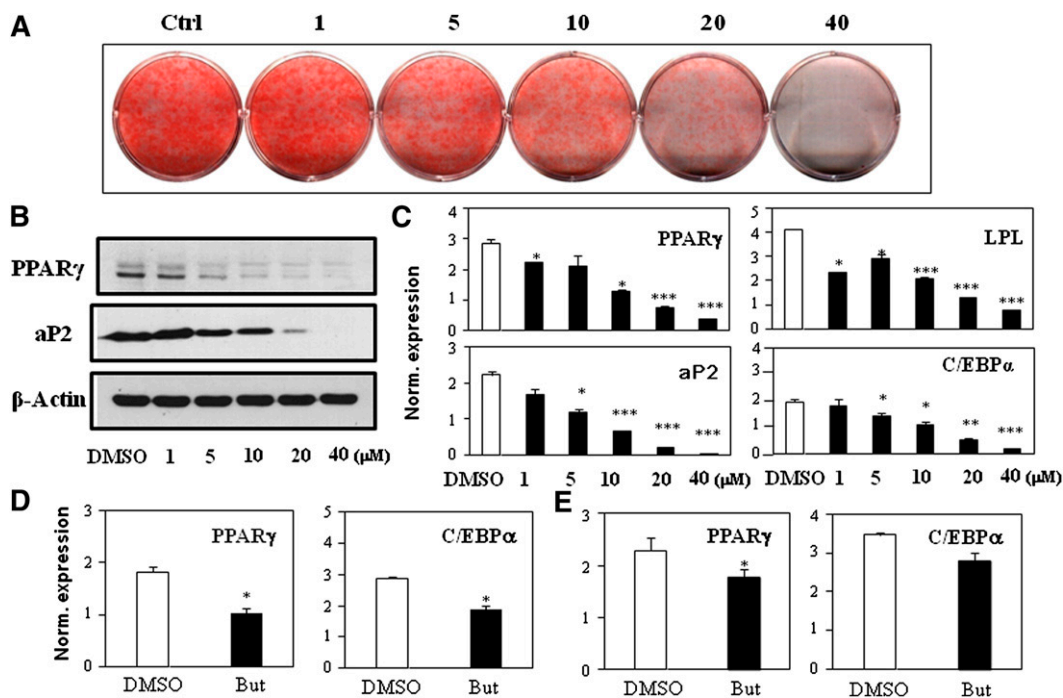 A
Ctrl 1 5 10 20 40
B
PPARγ
aP2
β-Actin
DMSO 1 5 10 20 40 (μM)
C
Norm. expression
4
3
2
1
0
PPARγ
* * *** ***
5
4
3
2
1
0
LPL
* * *** *** ***
3
2
1
0
aP2
* *** *** ***
4
3
2
1
0
C/EBPα
* * ** ***
DMSO 1 5 10 20 40 (μM)
DMSO 1 5 10 20 40 (μM)
D
Norm. expression
3
2
1
0
PPARγ
*
DMSO But
5
4
3
2
1
0
C/EBPα
*
DMSO But
E
3
2
1
0
PPARγ
*
DMSO But
4
3
2
1
0
C/EBPα
DMSO But